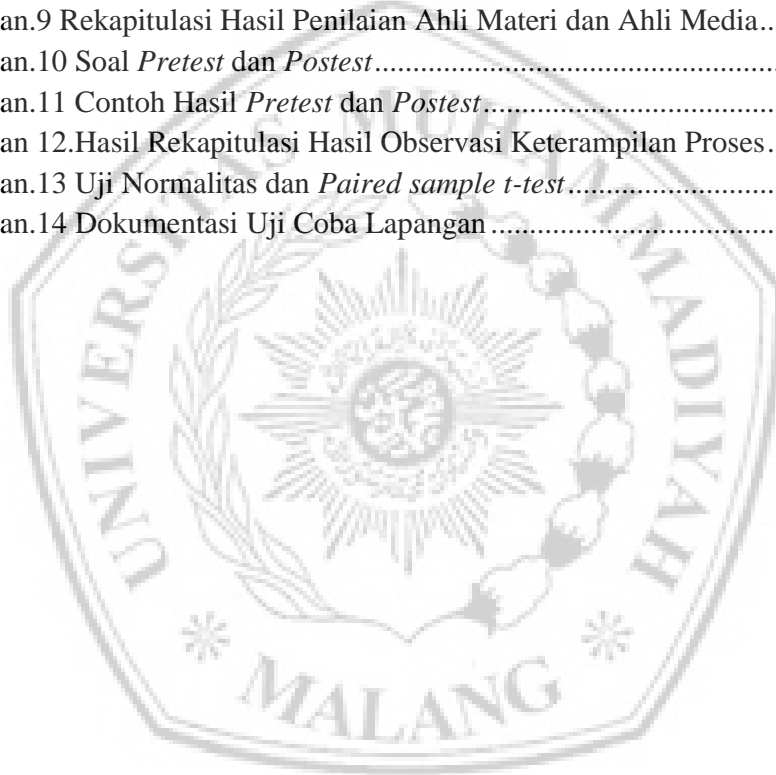 an.9 Rekapitulasi Hasil Penilaian Ahli Materi dan Ahli Media..
an.10 Soal Pretest dan Postest.......................................................
an.11 Contoh Hasil Pretest dan Postest.......................................
an 12.Hasil Rekapitulasi Hasil Observasi Keterampilan Proses.
an.13 Uji Normalitas dan Paired sample t-test............................
an.14 Dokumentasi Uji Coba Lapangan.......................................
UNIVERSITAS MUHAMMADIYAH
MALANG